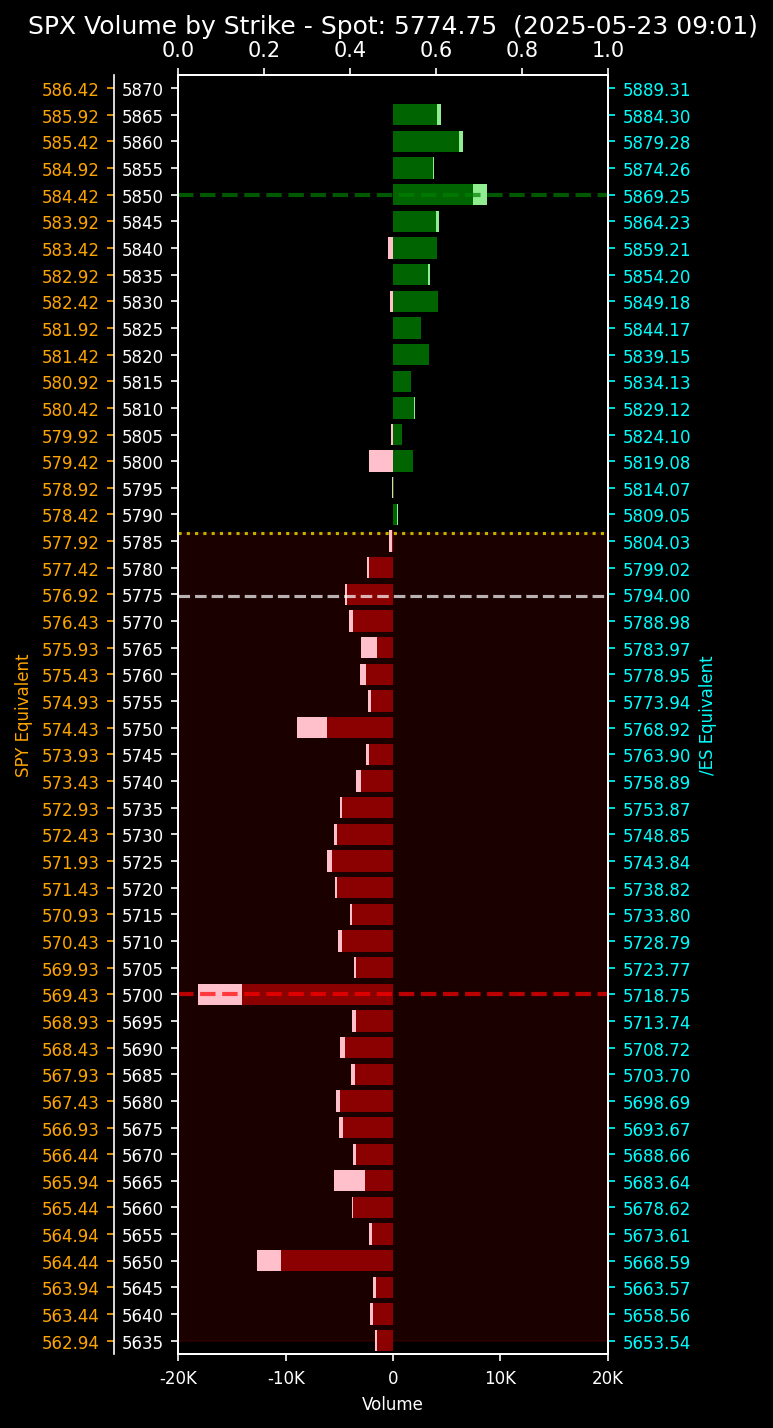 SPX Volume by Strike - Spot: 5774.75 (2025-05-23 09:01)
0.0 0.2 0.4 0.6 0.8 1.0
586.42 5870 5889.31
585.92 5865 5884.30
585.42 5860 5879.28
584.92 5855 5874.26
584.42 5850 5869.25
583.92 5845 5864.23
583.42 5840 5859.21
582.92 5835 5854.20
582.42 5830 5849.18
581.92 5825 5844.17
581.42 5820 5839.15
580.92 5815 5834.13
580.42 5810 5829.12
579.92 5805 5824.10
579.42 5800 5819.08
578.92 5795 5814.07
578.42 5790 5809.05
577.92 5785 5804.03
577.42 5780 5799.02
576.92 5775 5794.00
576.43 5770 5788.98
575.93 5765 5783.97
575.43 5760 5778.95
574.93 5755 5773.94
574.43 5750 5768.92
573.93 5745 5763.90
573.43 5740 5758.89
572.93 5735 5753.87
572.43 5730 5748.85
571.93 5725 5743.84
571.43 5720 5738.82
570.93 5715 5733.80
570.43 5710 5728.79
569.93 5705 5723.77
569.43 5700 5718.75
568.93 5695 5713.74
568.43 5690 5708.72
567.93 5685 5703.70
567.43 5680 5698.69
566.93 5675 5693.67
566.44 5670 5688.66
565.94 5665 5683.64
565.44 5660 5678.62
564.94 5655 5673.61
564.44 5650 5668.59
563.94 5645 5663.57
563.44 5640 5658.56
562.94 5635 5653.54
SPY Equivalent
/ES Equivalent
-20K -10K 0 10K 20K
Volume